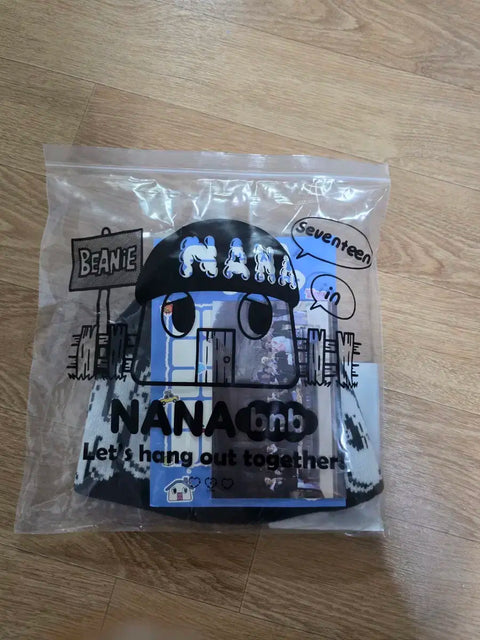 BEANiE
NANA
Seventeen
in
NANA bnb
Let's hang out together!